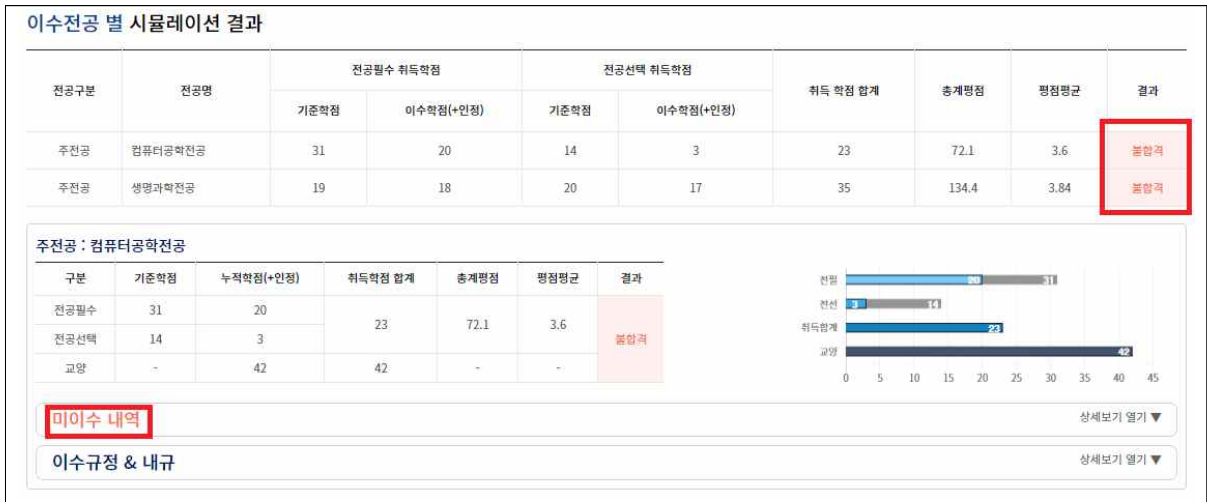 이수전공 별 시뮬레이션 결과
전공구분 전공명 전공필수 취득학점 전공선택 취득학점 취득 학점 합계 총계평점 평점평균 결과
기준학점 이수학점(+인정) 기준학점 이수학점(+인정)
주전공 컴퓨터공학전공 31 20 14 3 23 72.1 3.6 불합격
주전공 생명과학전공 19 18 20 17 35 134.4 3.84 불합격
주전공 : 컴퓨터공학전공
구분 기준학점 누적학점(+인정) 취득학점 합계 총계평점 평점평균 결과
전공필수 31 20 23 72.1 3.6 불합격
전공선택 14 3
교양 - 42 42 - -
전필 20 31
전선 3 14
취득합계 23
교양 42
0 5 10 15 20 25 30 35 40 45
미이수 내역 상세보기 열기 ▼
이수규정 & 내규 상세보기 열기 ▼